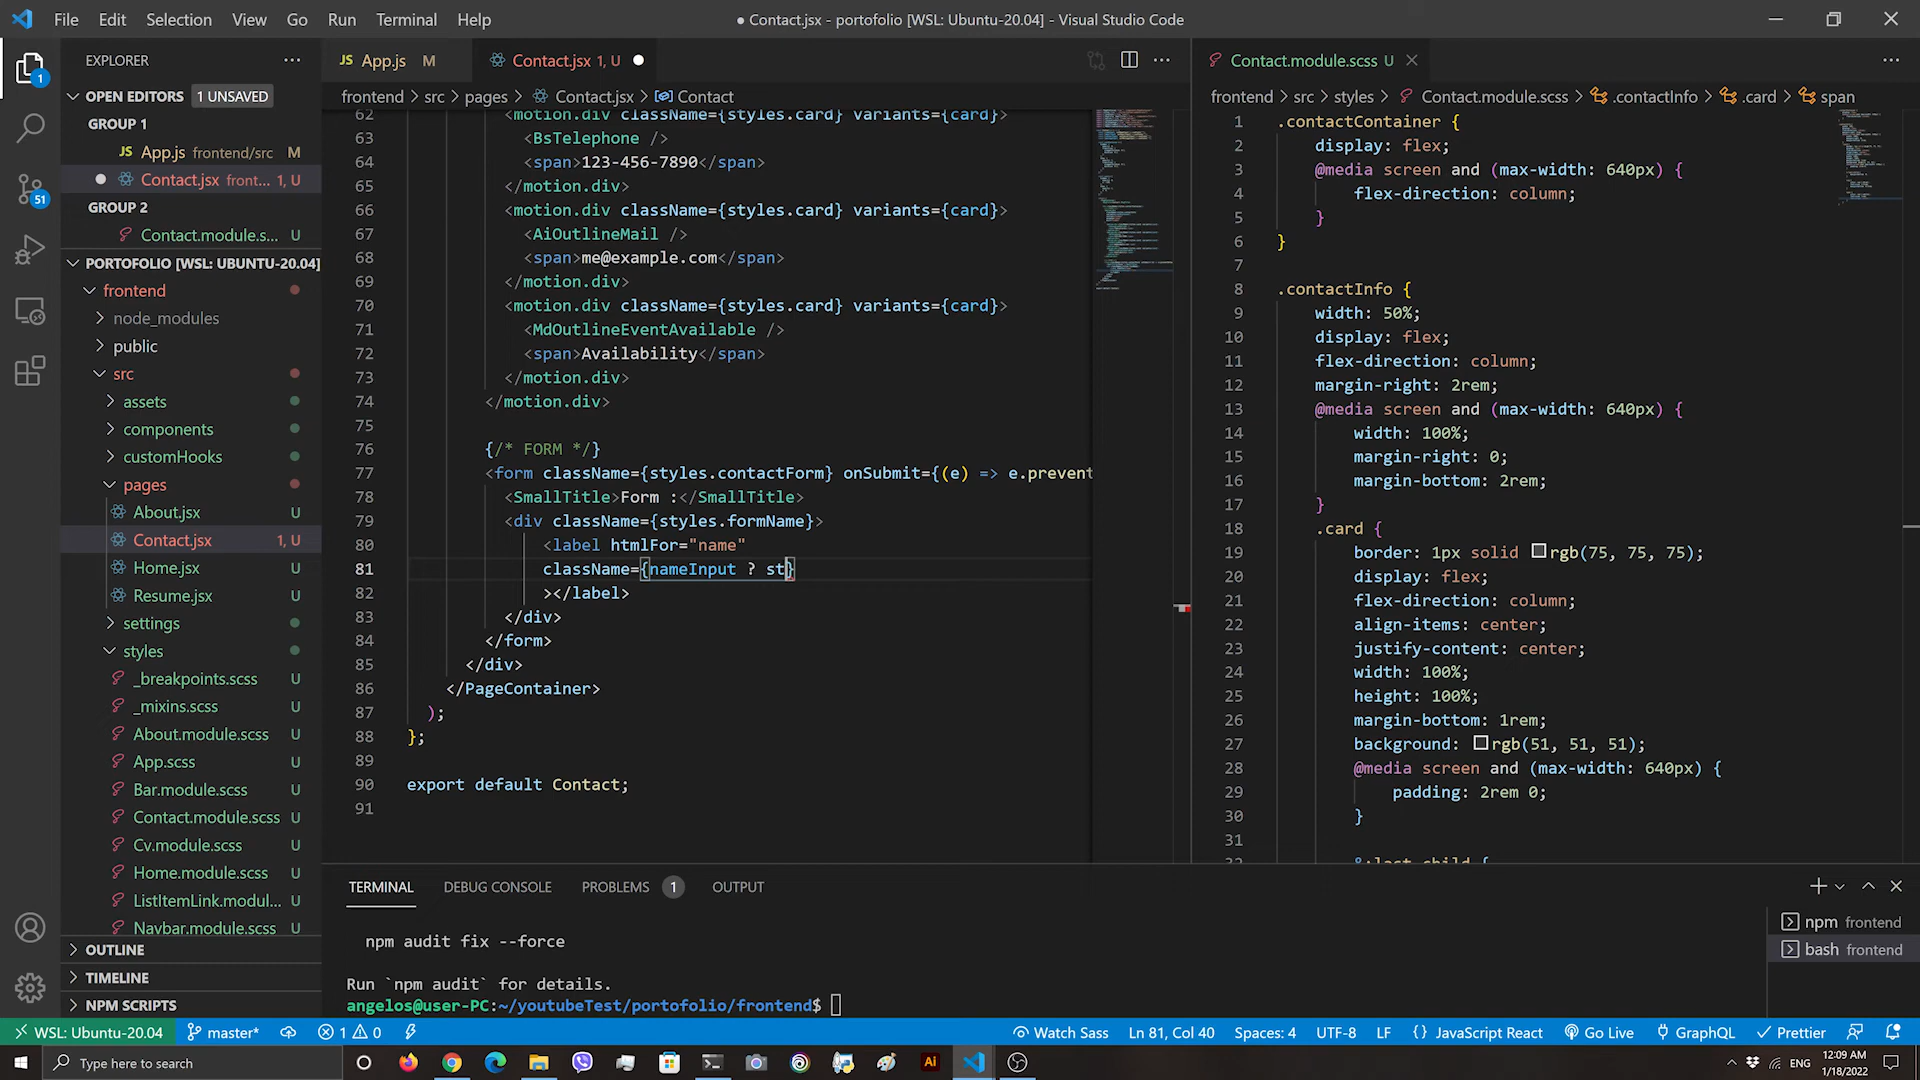 File Edit Selection View Go Run Terminal Help
● Contact.jsx - portofolio [WSL: Ubuntu-20.04] - Visual Studio Code
EXPLORER
OPEN EDITORS 1 UNSAVED
GROUP 1
JS App.js frontend/src M
Contact.jsx front... 1, U
GROUP 2
Contact.module.s... U
PORTOFOLIO [WSL: UBUNTU-20.04]
frontend
node_modules
public
src
assets
components
customHooks
pages
About.jsx U
Contact.jsx 1, U
Home.jsx U
Resume.jsx U
settings
styles
_breakpoints.scss U
_mixins.scss U
About.module.scss U
App.scss U
Bar.module.scss U
Contact.module.scss U
Cv.module.scss U
Home.module.scss U
ListItemLink.modul... U
Navbar.module.scss U
OUTLINE
TIMELINE
NPM SCRIPTS
1
51
JS App.js M
Contact.jsx 1, U
frontend > src > pages > Contact.jsx > Contact
62 <motion.div className={styles.card} variants={card}>
63 <BsTelephone />
64 <span>123-456-7890</span>
65 </motion.div>
66 <motion.div className={styles.card} variants={card}>
67 <AiOutlineMail />
68 <span>me@example.com</span>
69 </motion.div>
70 <motion.div className={styles.card} variants={card}>
71 <MdOutlineEventAvailable />
72 <span>Availability</span>
73 </motion.div>
74 </motion.div>
75
76 {/* FORM */}
77 <form className={styles.contactForm} onSubmit={(e) => e.prevent
78 <SmallTitle>Form :</SmallTitle>
79 <div className={styles.formName}>
80 <label htmlFor="name"
81 className={nameInput ? st}
82 ></label>
83 </div>
84 </form>
85 </div>
86 </PageContainer>
87 );
88 };
89
90 export default Contact;
91
Contact.module.scss U
frontend > src > styles > Contact.module.scss > .contactInfo > .card > span
1 .contactContainer {
2 display: flex;
3 @media screen and (max-width: 640px) {
4 flex-direction: column;
5 }
6 }
7
8 .contactInfo {
9 width: 50%;
10 display: flex;
11 flex-direction: column;
12 margin-right: 2rem;
13 @media screen and (max-width: 640px) {
14 width: 100%;
15 margin-right: 0;
16 margin-bottom: 2rem;
17 }
18 .card {
19 border: 1px solid rgb(75, 75, 75);
20 display: flex;
21 flex-direction: column;
22 align-items: center;
23 justify-content: center;
24 width: 100%;
25 height: 100%;
26 margin-bottom: 1rem;
27 background: rgb(51, 51, 51);
28 @media screen and (max-width: 640px) {
29 padding: 2rem 0;
30 }
31
32 &:last-child {
TERMINAL DEBUG CONSOLE PROBLEMS 1 OUTPUT
npm audit fix --force
Run `npm audit` for details.
angelos@user-PC:~/youtubeTest/portofolio/frontend$
npm frontend
bash frontend
WSL: Ubuntu-20.04 master* 1 0 Watch Sass Ln 81, Col 40 Spaces: 4 UTF-8 LF {} JavaScript React Go Live GraphQL Prettier
Type here to search
Ai
ENG
12:09 AM
1/18/2022